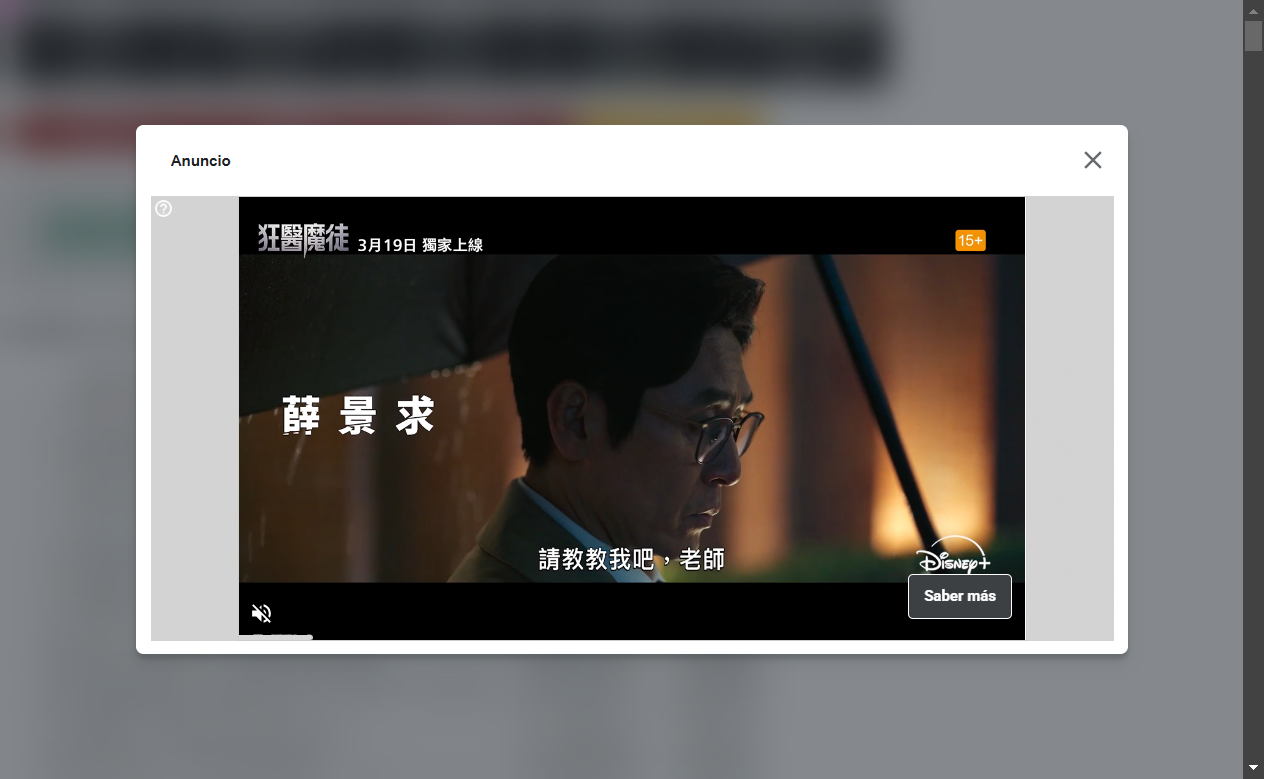 Anuncio
狂醫魔徒 3月19日 獨家上線
15+
薛景求
請教教我吧，老師
Disney+
Saber más